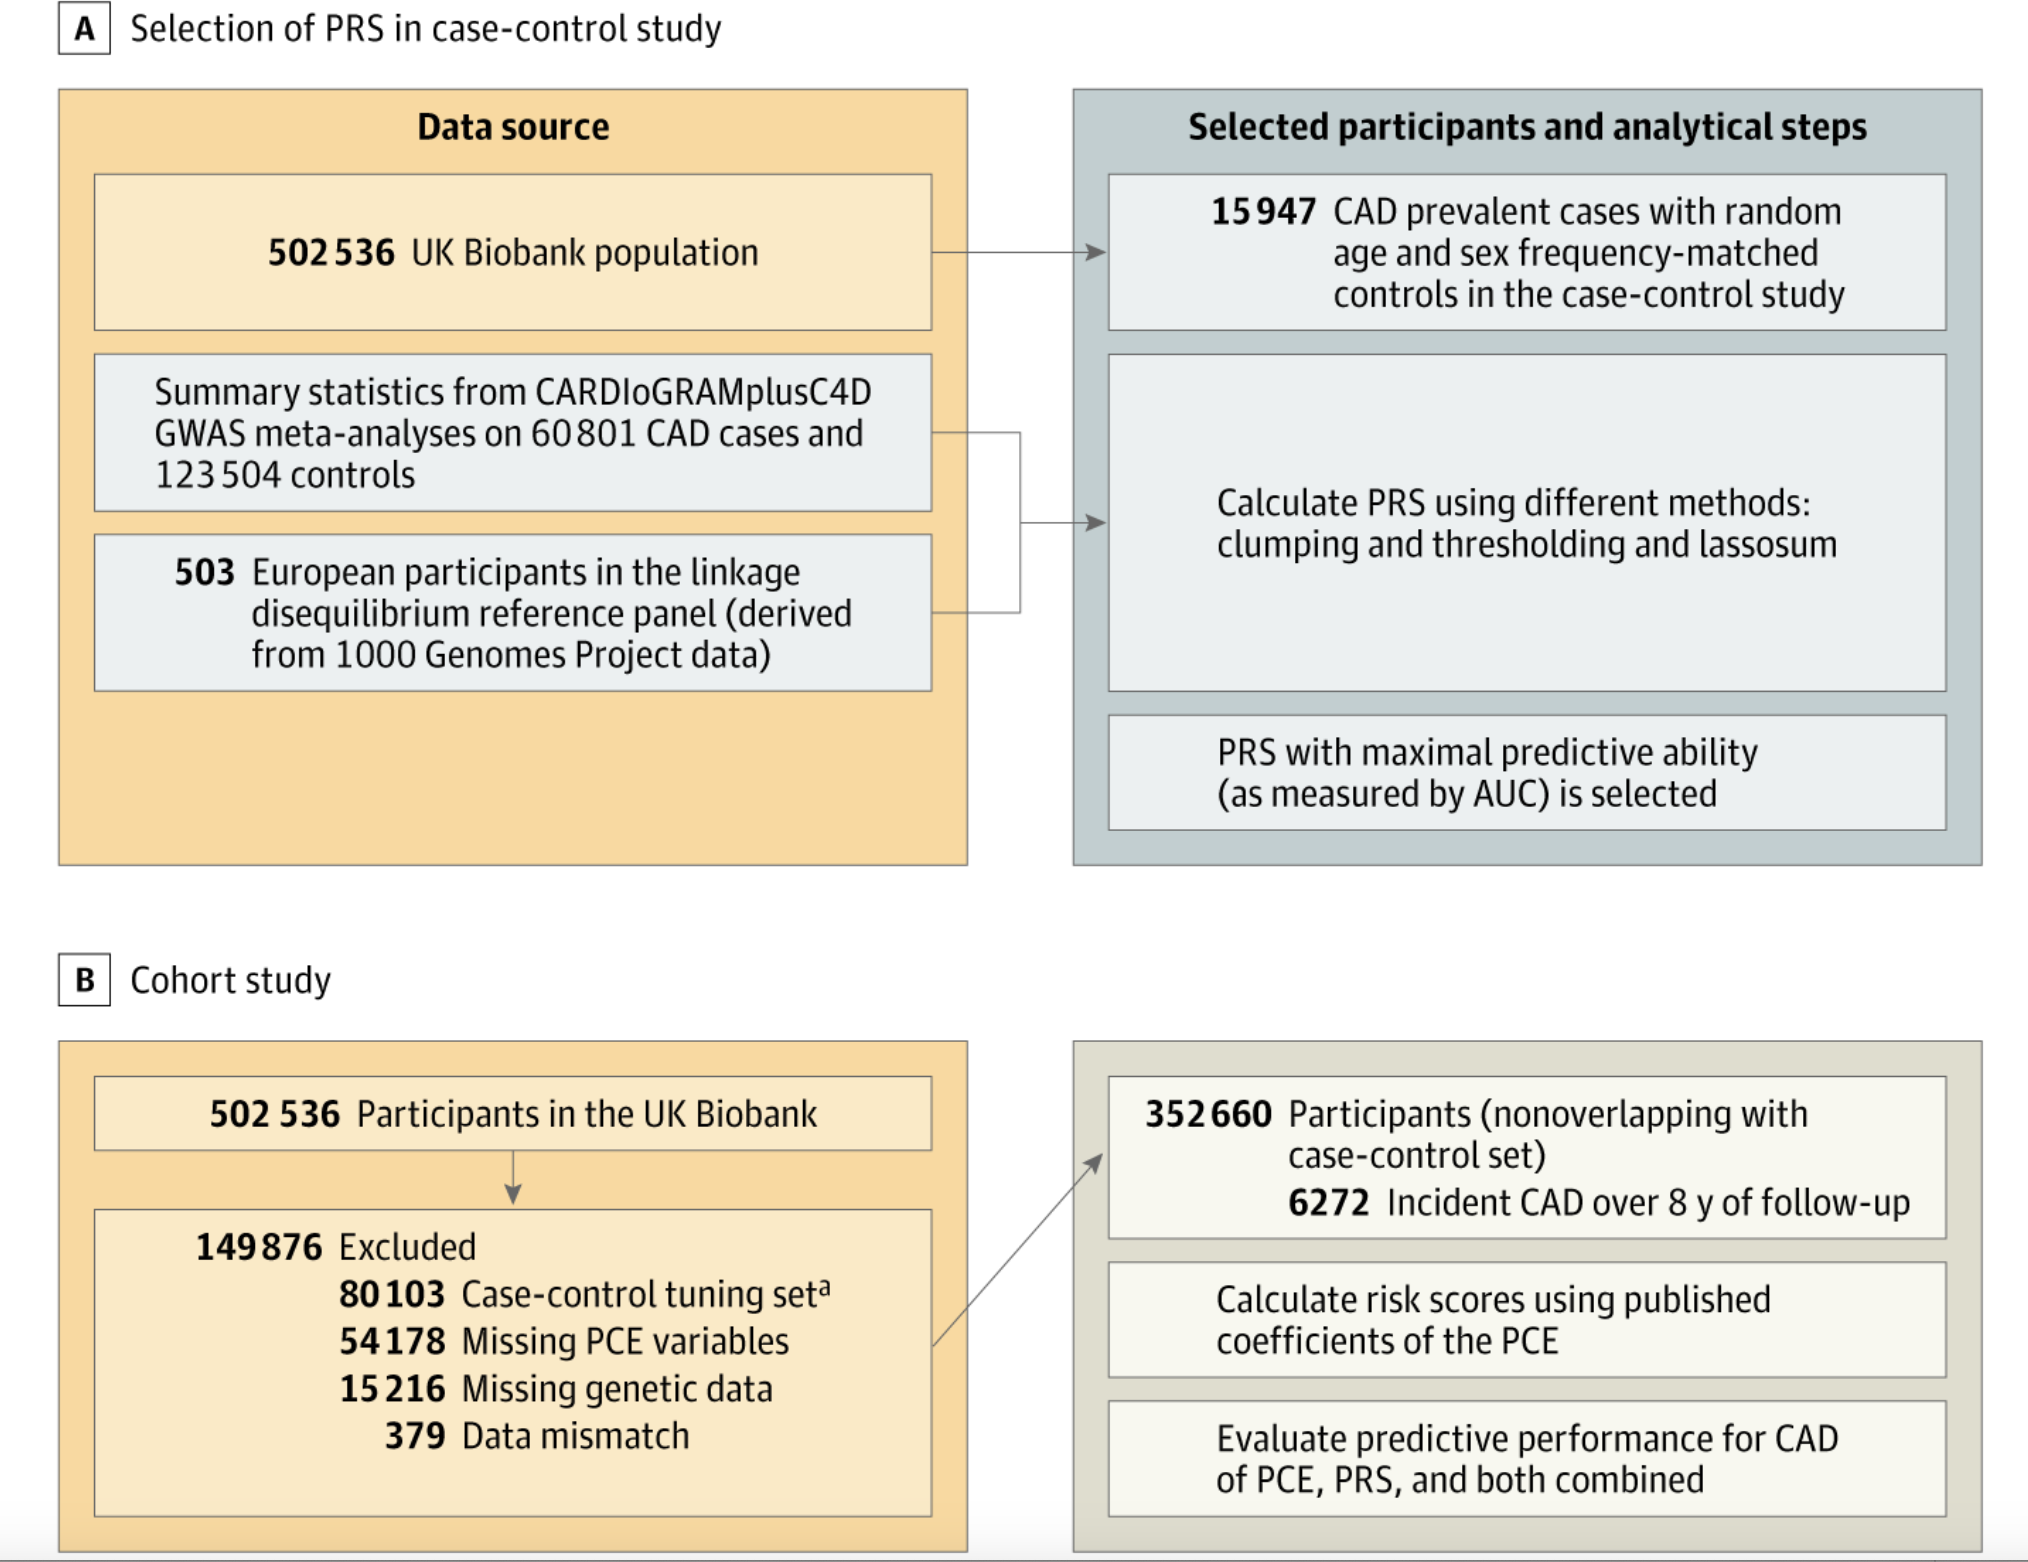 A Selection of PRS in case-control study
Data source
502 536 UK Biobank population
Summary statistics from CARDIoGRAMplusC4D
GWAS meta-analyses on 60 801 CAD cases and
123 504 controls
503 European participants in the linkage
disequilibrium reference panel (derived
from 1000 Genomes Project data)
Selected participants and analytical steps
15 947 CAD prevalent cases with random
age and sex frequency-matched
controls in the case-control study
Calculate PRS using different methods:
clumping and thresholding and lassosum
PRS with maximal predictive ability
(as measured by AUC) is selected
B Cohort study
502 536 Participants in the UK Biobank
149 876 Excluded
80 103 Case-control tuning setª
54 178 Missing PCE variables
15 216 Missing genetic data
379 Data mismatch
352 660 Participants (nonoverlapping with
case-control set)
6272 Incident CAD over 8 y of follow-up
Calculate risk scores using published
coefficients of the PCE
Evaluate predictive performance for CAD
of PCE, PRS, and both combined